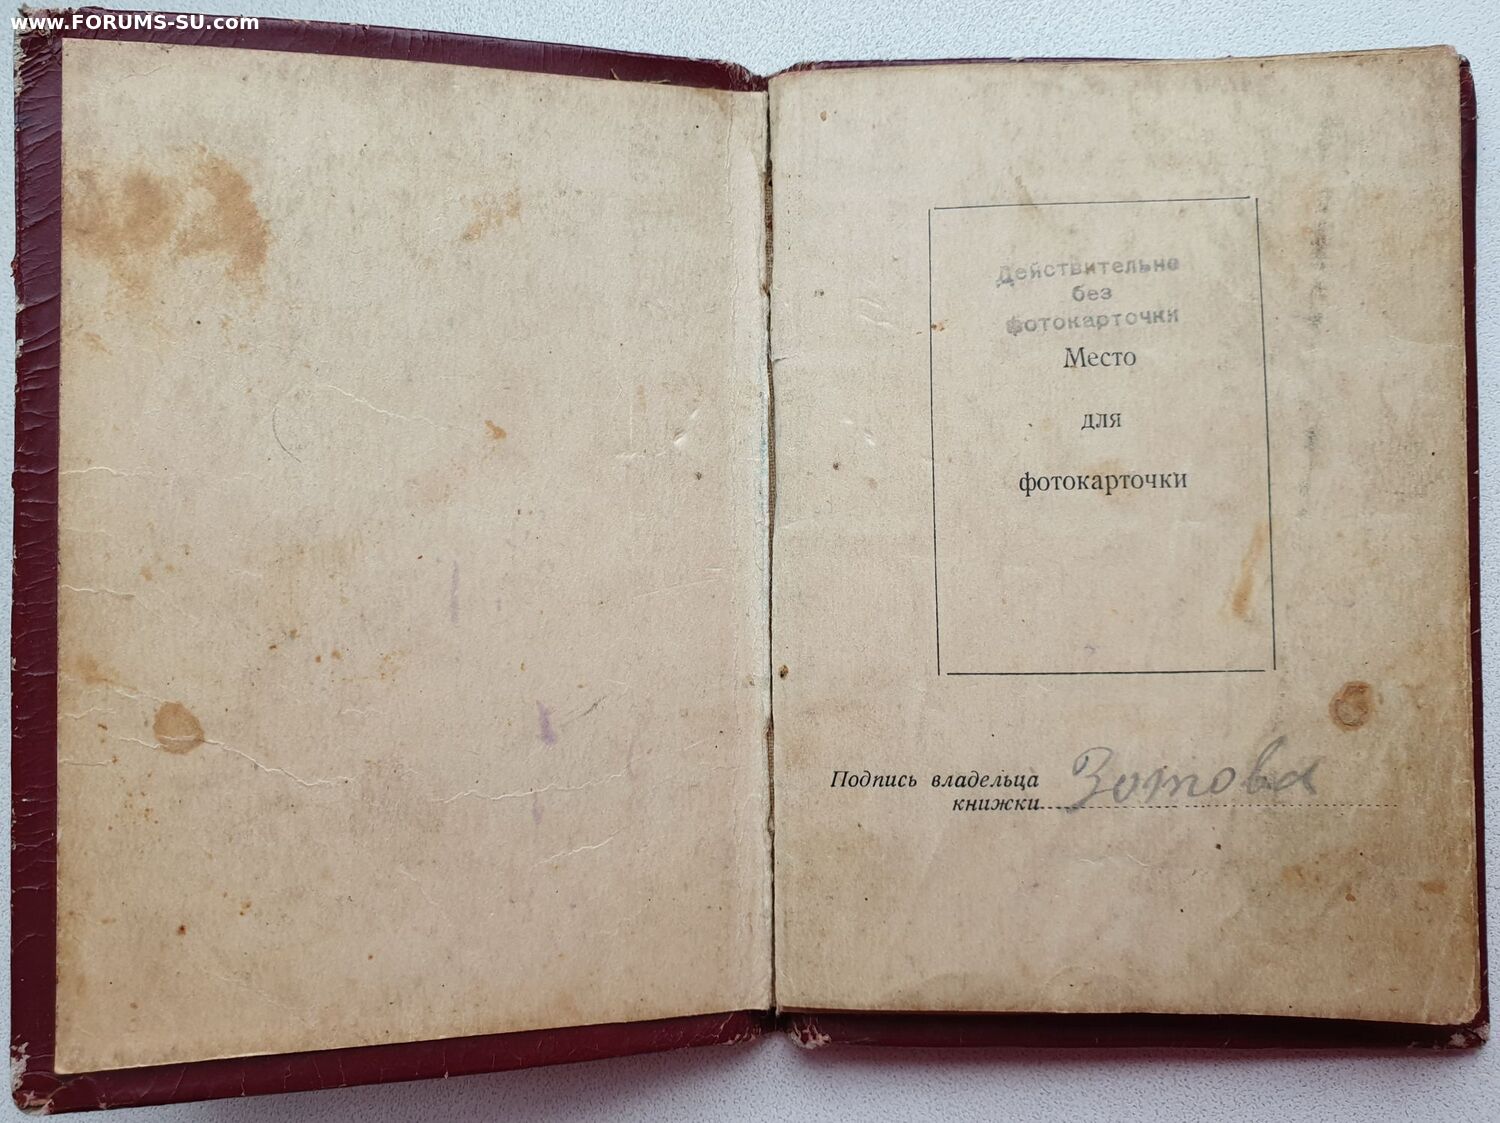 www.FORUMS-SU.com
Действительно
без
фотокарточки
Место
для
фотокарточки
Подпись владельца
книжки Зотова